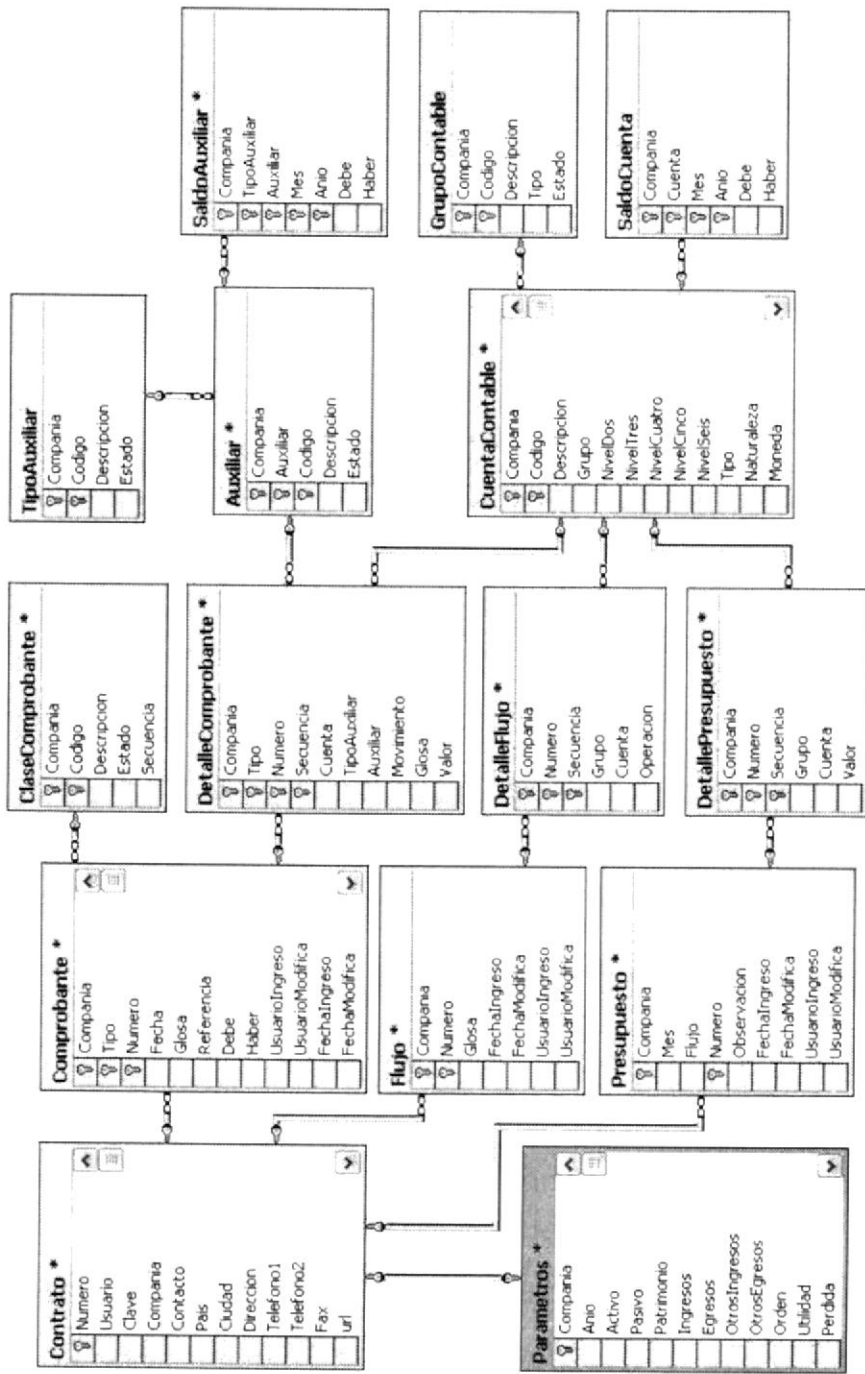 Contrato *
Numero
Usuario
Clave
Compania
Contacto
Pais
Ciudad
Direccion
Telefono1
Telefono2
Fax
url
Comprobante *
Compania
Tipo
Numero
Fecha
Glosa
Referencia
Debe
Haber
UsuarioIngreso
UsuarioModifica
FechaIngreso
FechaModifica
ClaseComprobante *
Compania
Codigo
Descripcion
Estado
Secuencia
TipoAuxiliar
Compania
Codigo
Descripcion
Estado
SaldoAuxiliar *
Compania
TipoAuxiliar
Auxiliar
Mes
Anio
Debe
Haber
DetalleComprobante *
Compania
Tipo
Numero
Secuencia
Cuenta
TipoAuxiliar
Auxiliar
Movimiento
Glosa
Valor
Auxiliar *
Compania
Auxiliar
Codigo
Descripcion
Estado
Flujo *
Compania
Numero
Glosa
FechaIngreso
FechaModifica
UsuarioIngreso
UsuarioModifica
DetalleFlujo *
Compania
Numero
Secuencia
Grupo
Cuenta
Operacion
CuentaContable *
Compania
Codigo
Descripcion
Grupo
NivelDos
NivelTres
NivelCuatro
NivelCinco
NivelSeis
Tipo
Naturaleza
Moneda
GrupoContable
Compania
Codigo
Descripcion
Tipo
Estado
Parametros *
Compania
Anio
Activo
Pasivo
Patrimonio
Ingresos
Egresos
OtrosIngresos
OtrosEgresos
Orden
Utilidad
Perdida
Presupuesto *
Compania
Mes
Flujo
Numero
Observacion
FechaIngreso
FechaModifica
UsuarioIngreso
UsuarioModifica
DetallePresupuesto *
Compania
Numero
Secuencia
Grupo
Cuenta
Valor
SaldoCuenta
Compania
Cuenta
Mes
Anio
Debe
Haber